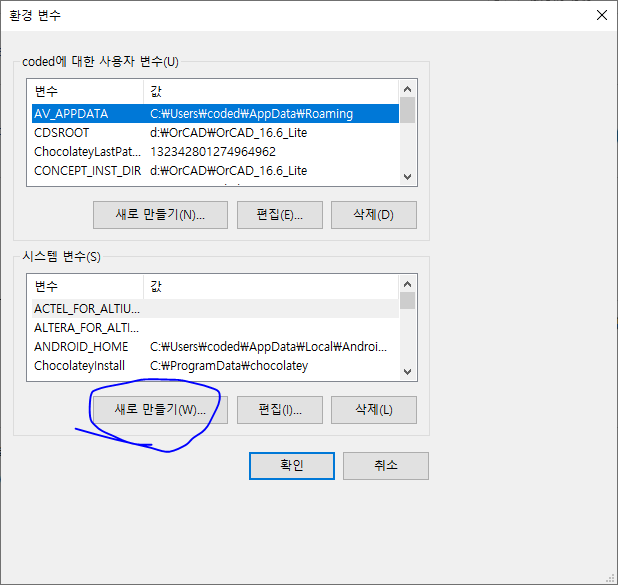 환경 변수
coded에 대한 사용자 변수(U)
변수 값
AV_APPDATA C:₩Users₩coded₩AppData₩Roaming
CDSROOT d:₩OrCAD₩OrCAD_16.6_Lite
ChocolateyLastPat... 132342801274964962
CONCEPT_INST_DIR d:₩OrCAD₩OrCAD_16.6_Lite
새로 만들기(N)... 편집(E)... 삭제(D)
시스템 변수(S)
변수 값
ACTEL_FOR_ALTIU...
ALTERA_FOR_ALTI...
ANDROID_HOME C:₩Users₩coded₩AppData₩Local₩Androi...
ChocolateyInstall C:₩ProgramData₩chocolatey
새로 만들기(W)... 편집(I)... 삭제(L)
확인 취소